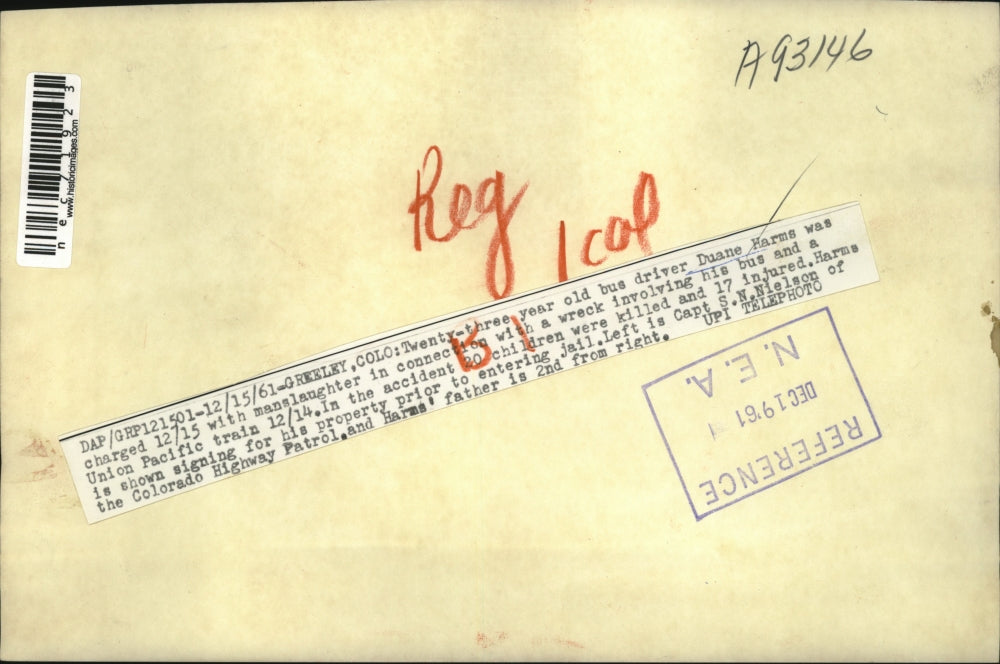 A93146
nec71923
www.historicimages.com
Reg
1 col
DAP/GRP121501-12/15/61-GREELEY,COLO:Twenty-three year old bus driver Duane Harms was
charged 12/15 with manslaughter in connection with a wreck involving his bus and a
Union Pacific train 12/14.In the accident 20 children were killed and 17 injured.Harms
is shown signing for his property prior to entering jail.Left is Capt S.N.Nielson of
the Colorado Highway Patrol,and Harms' father is 2nd from right.
UPI TELEPHOTO
B 1
REFERENCE
DEC 19 '61
N. E. A.